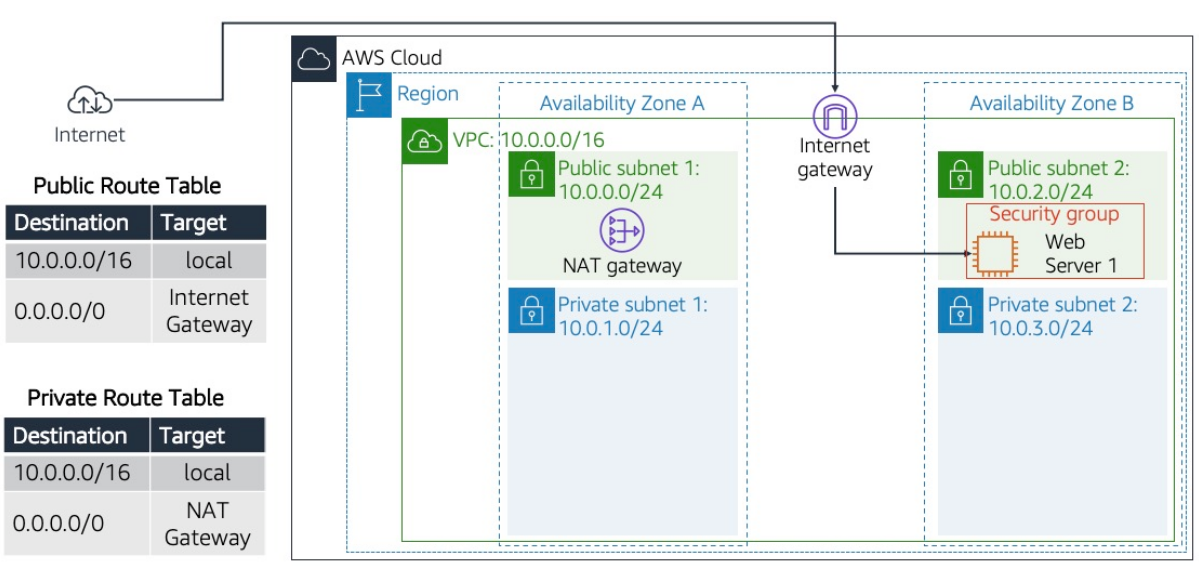 AWS Cloud
Region
Availability Zone A
Availability Zone B
Internet
VPC: 10.0.0.0/16
Internet
gateway
Public subnet 1:
10.0.0.0/24
NAT gateway
Public subnet 2:
10.0.2.0/24
Security group
Web
Server 1
Private subnet 1:
10.0.1.0/24
Private subnet 2:
10.0.3.0/24
Public Route Table
Destination Target
10.0.0.0/16 local
0.0.0.0/0 Internet
Gateway
Private Route Table
Destination Target
10.0.0.0/16 local
0.0.0.0/0 NAT
Gateway